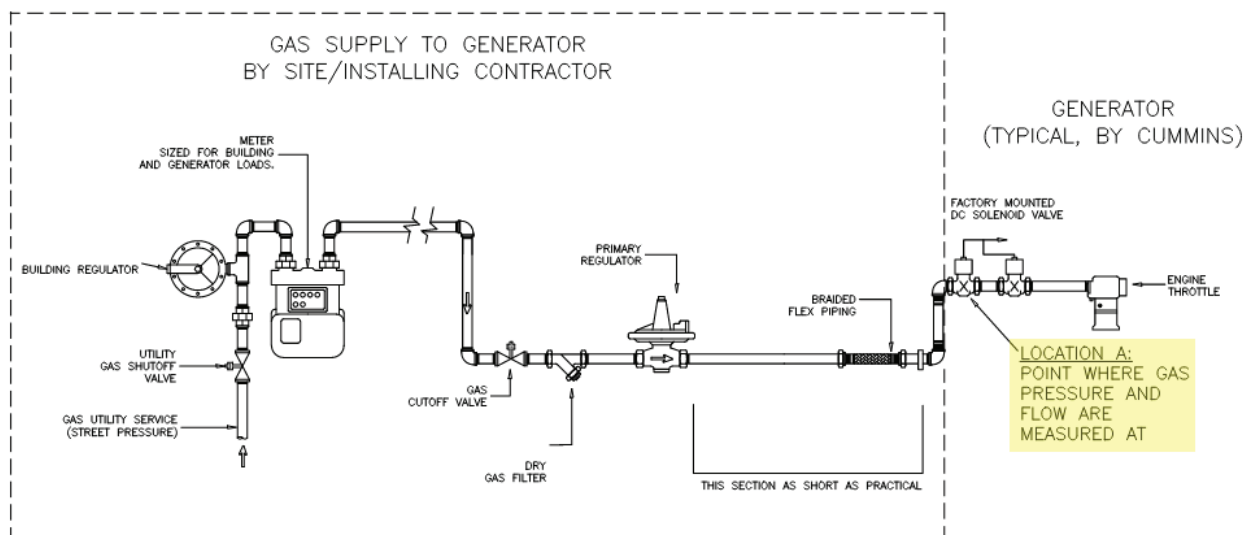 GAS SUPPLY TO GENERATOR
BY SITE/INSTALLING CONTRACTOR
GENERATOR
(TYPICAL, BY CUMMINS)
METER
SIZED FOR BUILDING
AND GENERATOR LOADS.
FACTORY MOUNTED
DC SOLENOID VALVE
BUILDING REGULATOR
PRIMARY
REGULATOR
BRAIDED
FLEX PIPING
ENGINE
THROTTLE
UTILITY
GAS SHUTOFF
VALVE
GAS
CUTOFF VALVE
LOCATION A:
POINT WHERE GAS
PRESSURE AND
FLOW ARE
MEASURED AT
GAS UTILITY SERVICE
(STREET PRESSURE)
DRY
GAS FILTER
THIS SECTION AS SHORT AS PRACTICAL